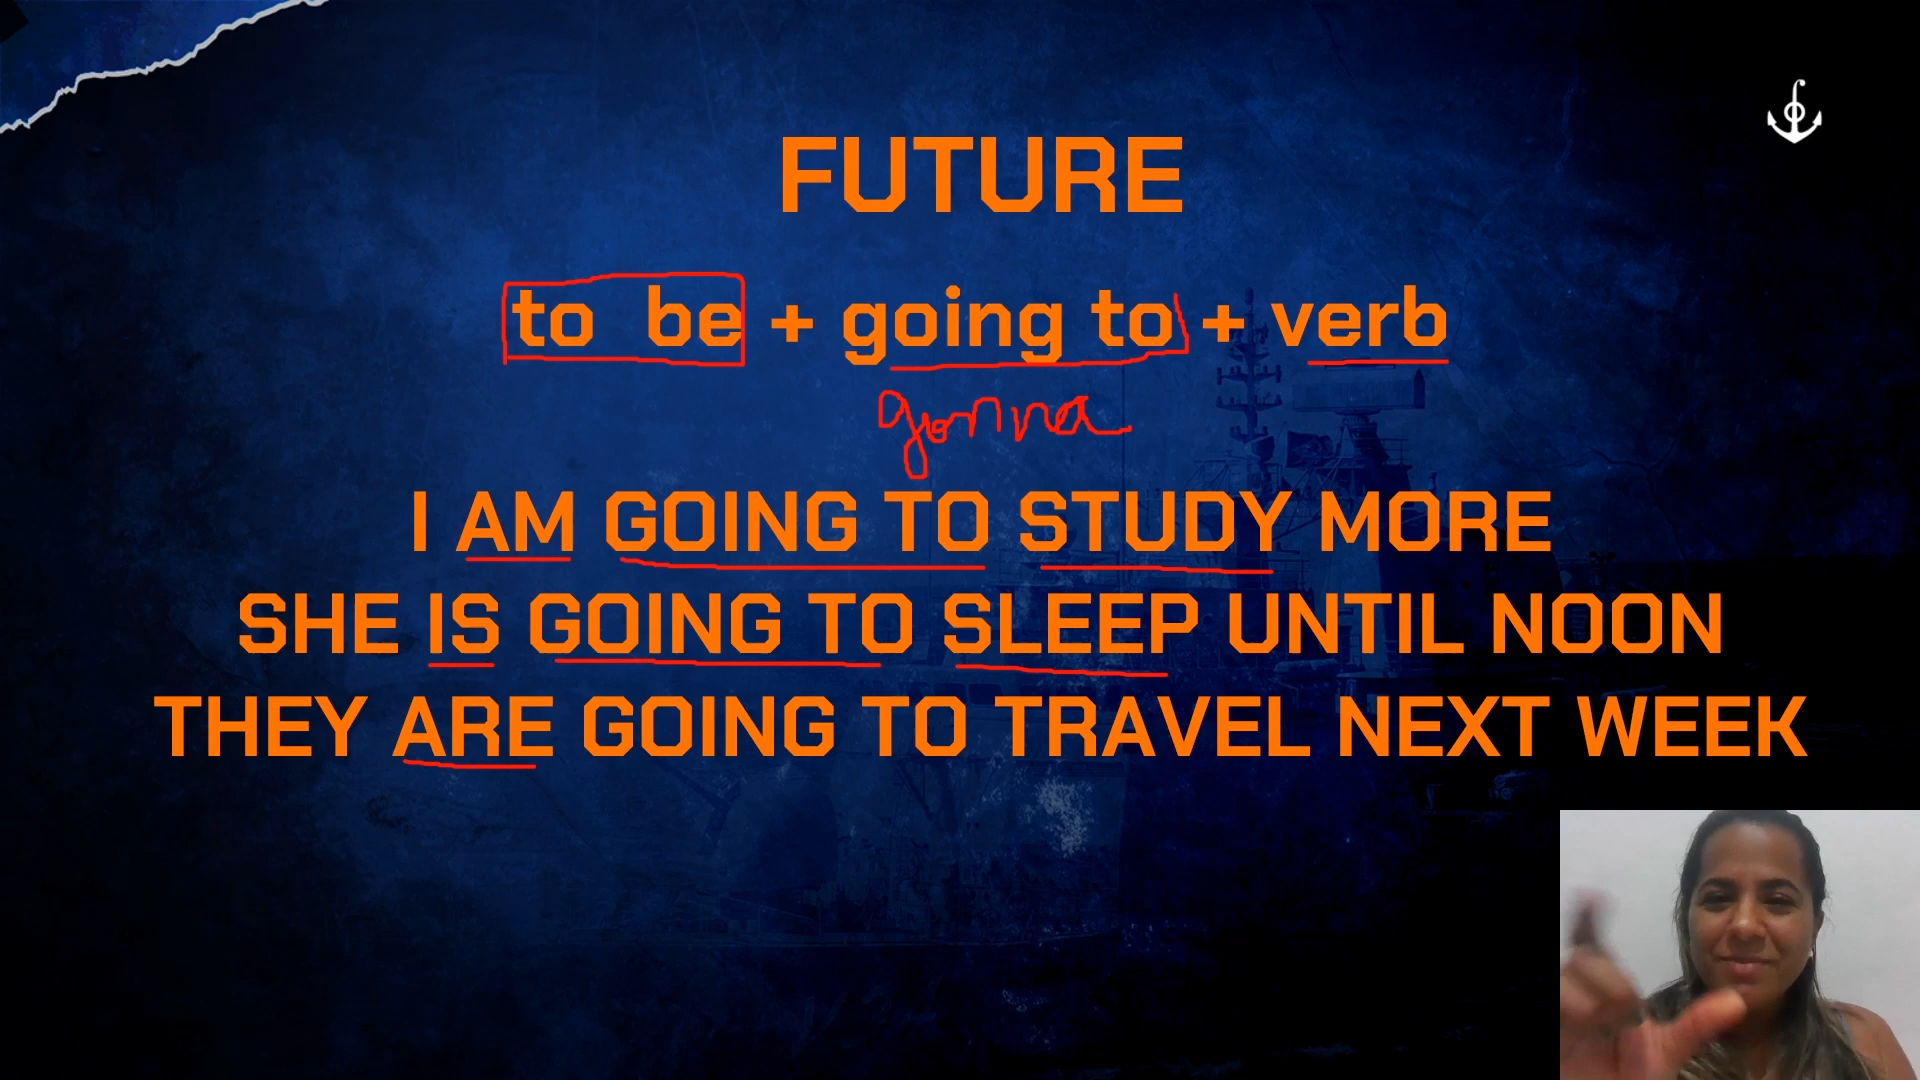 FUTURE
to be + going to + verb
gonna
I AM GOING TO STUDY MORE
SHE IS GOING TO SLEEP UNTIL NOON
THEY ARE GOING TO TRAVEL NEXT WEEK